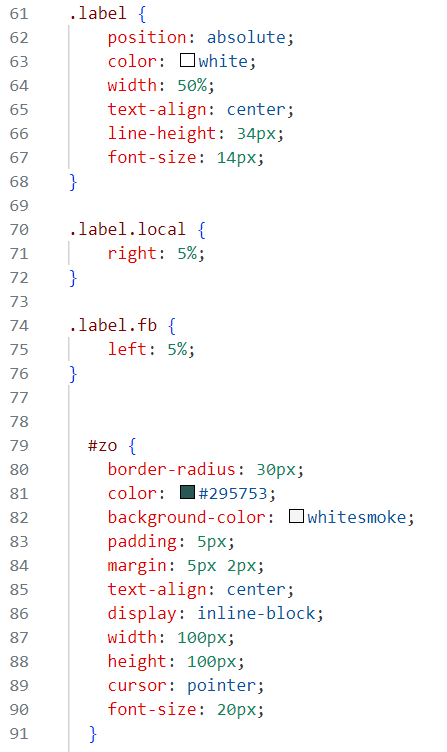 61 .label {
62 position: absolute;
63 color: white;
64 width: 50%;
65 text-align: center;
66 line-height: 34px;
67 font-size: 14px;
68 }
69
70 .label.local {
71 right: 5%;
72 }
73
74 .label.fb {
75 left: 5%;
76 }
77
78
79 #zo {
80 border-radius: 30px;
81 color: #295753;
82 background-color: whitesmoke;
83 padding: 5px;
84 margin: 5px 2px;
85 text-align: center;
86 display: inline-block;
87 width: 100px;
88 height: 100px;
89 cursor: pointer;
90 font-size: 20px;
91 }